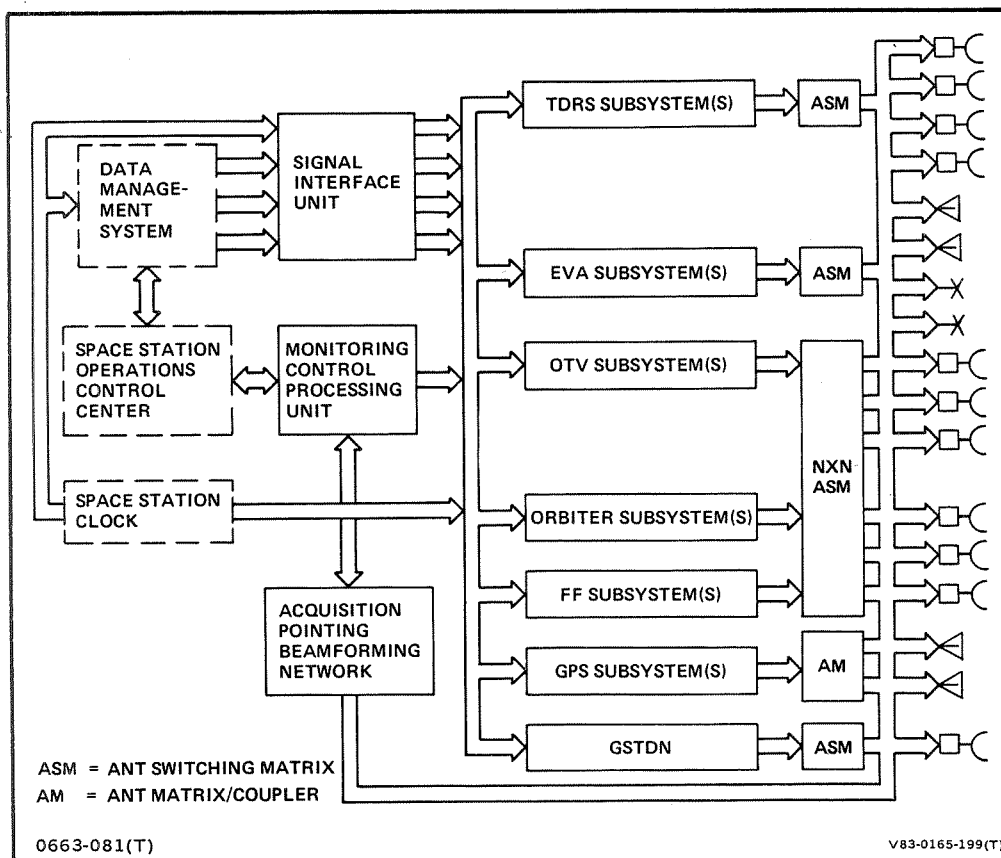 DATA
MANAGE-
MENT
SYSTEM
SIGNAL
INTERFACE
UNIT
SPACE STATION
OPERATIONS
CONTROL
CENTER
MONITORING
CONTROL
PROCESSING
UNIT
SPACE STATION
CLOCK
ACQUISITION
POINTING
BEAMFORMING
NETWORK
TDRS SUBSYSTEM(S)
ASM
EVA SUBSYSTEM(S)
ASM
OTV SUBSYSTEM(S)
NXN
ASM
ORBITER SUBSYSTEM(S)
FF SUBSYSTEM(S)
GPS SUBSYSTEM(S)
AM
GSTDN
ASM
ASM = ANT SWITCHING MATRIX
AM = ANT MATRIX/COUPLER
0663-081(T)
V83-0165-199(T)